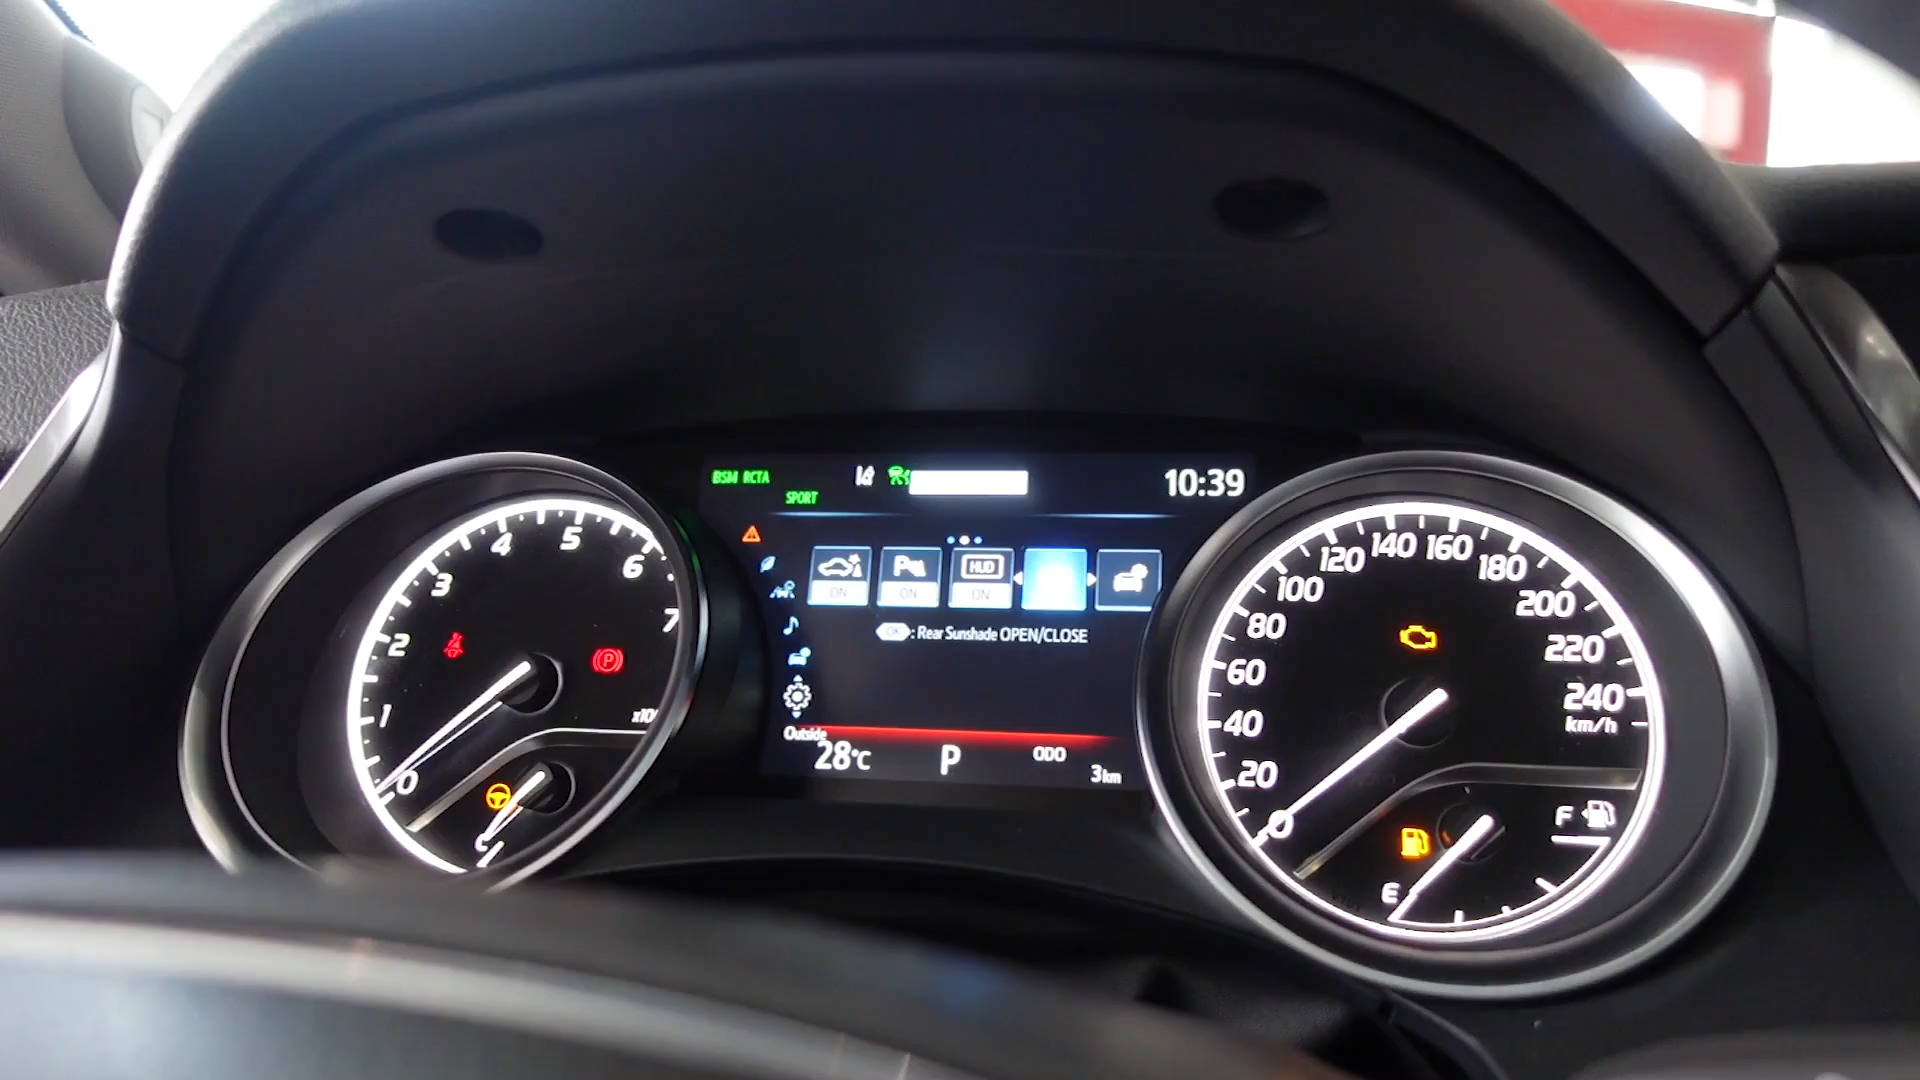 BSM RCTA
SPORT
10:39
P
HUD
ON
ON
ON
OK : Rear Sunshade OPEN/CLOSE
Outside
28°C
P
ODO
3km
0
1
2
3
4
5
6
7
P
C
0
20
40
60
80
100
120
140
160
180
200
220
240
km/h
F
E